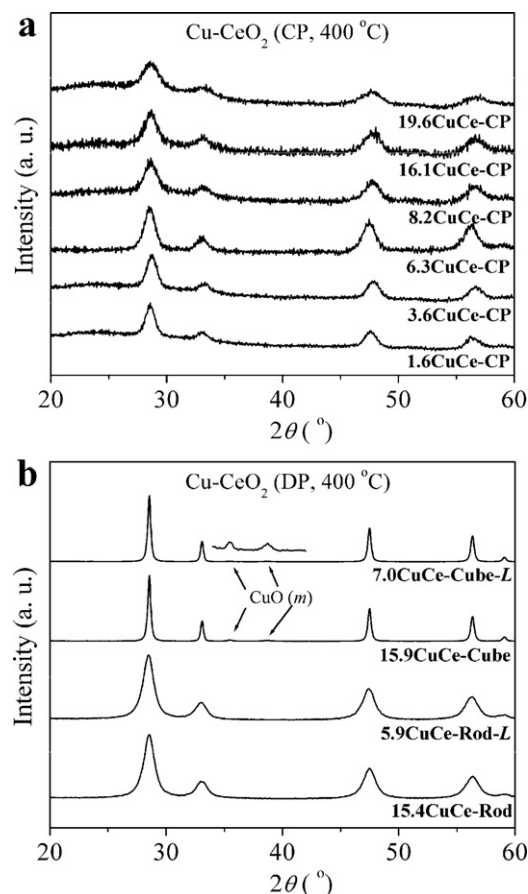 a
Cu-CeO2 (CP, 400 °C)
Intensity (a. u.)
19.6CuCe-CP
16.1CuCe-CP
8.2CuCe-CP
6.3CuCe-CP
3.6CuCe-CP
1.6CuCe-CP
20 30 40 50 60
2θ (°)
b
Cu-CeO2 (DP, 400 °C)
Intensity (a. u.)
7.0CuCe-Cube-L
CuO (m)
15.9CuCe-Cube
5.9CuCe-Rod-L
15.4CuCe-Rod
20 30 40 50 60
2θ (°)